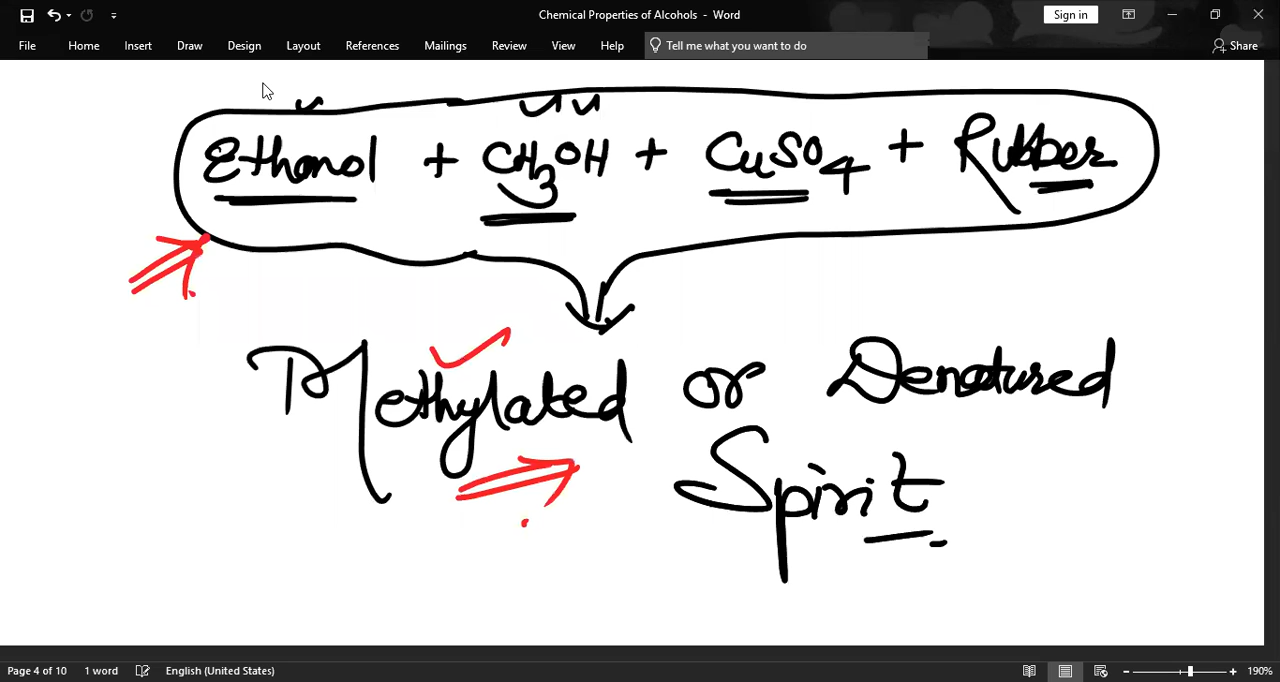 Chemical Properties of Alcohols - Word
Sign in
File Home Insert Draw Design Layout References Mailings Review View Help Tell me what you want to do Share
Ethanol + CH3OH + CuSO4 + Rubber
Methylated or Denatured
Spirit
Page 4 of 10 1 word English (United States) 190%